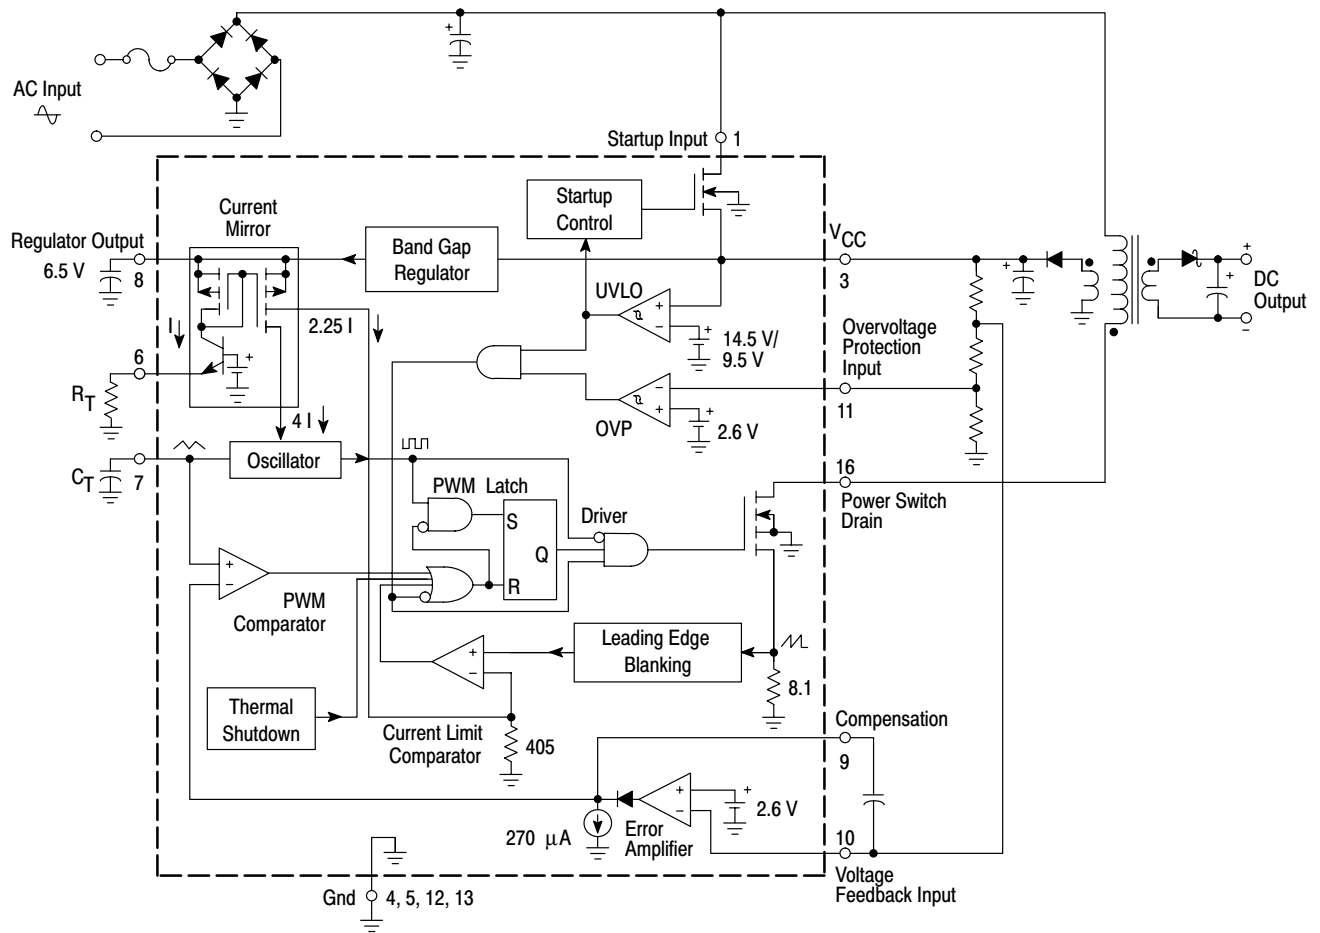 AC Input
Startup Input
1
Current
Mirror
Startup
Control
Regulator Output
6.5 V
8
Band Gap
Regulator
VCC
3
DC
Output
+
−
UVLO
+
−
+
14.5 V/
9.5 V
I
2.25 I
6
RT
+
4 I
Overvoltage
Protection
Input
11
−
+
+
OVP
2.6 V
CT
7
Oscillator
16
Power Switch
Drain
PWM Latch
S
Q
R
Driver
+
−
PWM
Comparator
Leading Edge
Blanking
+
−
8.1
Thermal
Shutdown
Current Limit
Comparator
405
Compensation
9
270 µA
Error
Amplifier
+
−
+
2.6 V
10
Voltage
Feedback Input
Gnd
4, 5, 12, 13
+
+
+